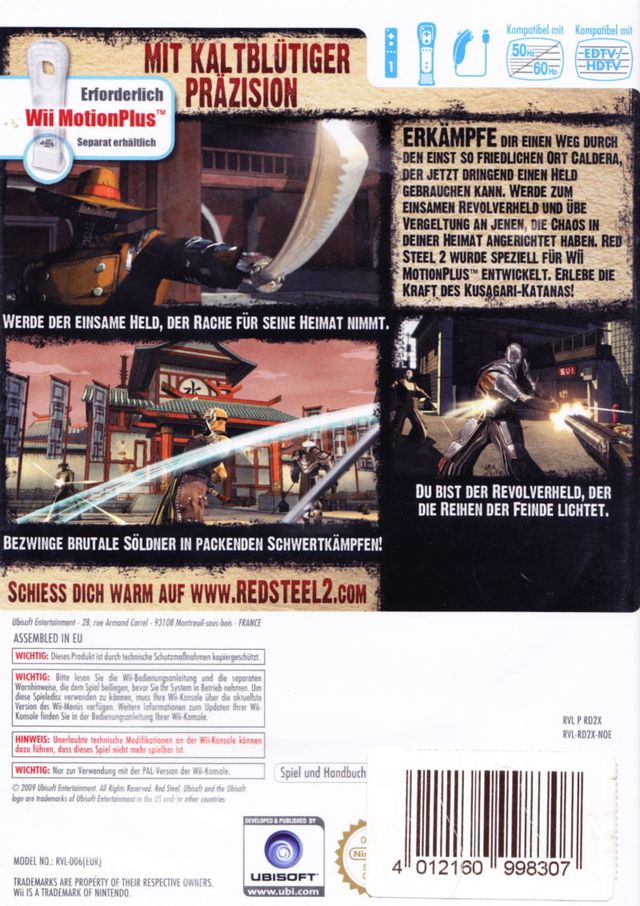 MIT KALTBLÜTIGER
PRÄZISION
Erforderlich
Wii MotionPlus™
Separat erhältlich
1
Kompatibel mit
50Hz
60Hz
Kompatibel mit
EDTV/
HDTV
ERKÄMPFE DIR EINEN WEG DURCH
DEN EINST SO FRIEDLICHEN ORT CALDERA,
DER JETZT DRINGEND EINEN HELD
GEBRAUCHEN KANN. WERDE ZUM
EINSAMEN REVOLVERHELD UND ÜBE
VERGELTUNG AN JENEN, DIE CHAOS IN
DEINER HEIMAT ANGERICHTET HABEN. RED
STEEL 2 WURDE SPEZIELL FÜR WII
MOTIONPLUS™ ENTWICKELT. ERLEBE DIE
KRAFT DES KUSAGARI-KATANAS!
WERDE DER EINSAME HELD, DER RACHE FÜR SEINE HEIMAT NIMMT.
DU BIST DER REVOLVERHELD, DER
DIE REIHEN DER FEINDE LICHTET.
BEZWINGE BRUTALE SÖLDNER IN PACKENDEN SCHWERTKÄMPFEN!
SCHIESS DICH WARM AUF WWW.REDSTEEL2.COM
Ubisoft Entertainment - 28, rue Armand Carrel - 93108 Montreuil-sous-bois - FRANCE
ASSEMBLED IN EU
WICHTIG: Dieses Produkt ist durch technische Schutzmaßnahmen kopiergeschützt.
WICHTIG: Bitte lesen Sie die Wii-Bedienungsanleitung und die separaten
Warnhinweise, die dem Spiel beiliegen, bevor Sie Ihr System in Betrieb nehmen. Um
diese Spieledisc verwenden zu können, muss Ihre Wii-Konsole über die aktuellste
Version des Wii-Menüs verfügen. Weitere Informationen zum Updaten Ihrer Wii-
Konsole finden Sie in der Bedienungsanleitung Ihrer Wii-Konsole.
HINWEIS: Unerlaubte technische Modifikationen an der Wii-Konsole können
dazu führen, dass dieses Spiel nicht mehr spielbar ist.
WICHTIG: Nur zur Verwendung mit der PAL-Version der Wii-Konsole.
© 2009 Ubisoft Entertainment. All Rights Reserved. Red Steel, Ubisoft and the Ubisoft
logo are trademarks of Ubisoft Entertainment in the US and/or other countries.
RVL P RD2X
RVL-RD2X-NOE
Spiel und Handbuch
MODEL NO.: RVL-006(EUR)
TRADEMARKS ARE PROPERTY OF THEIR RESPECTIVE OWNERS.
Wii IS A TRADEMARK OF NINTENDO.
DEVELOPED & PUBLISHED BY
UBISOFT
www.ubi.com
4 012160 998307